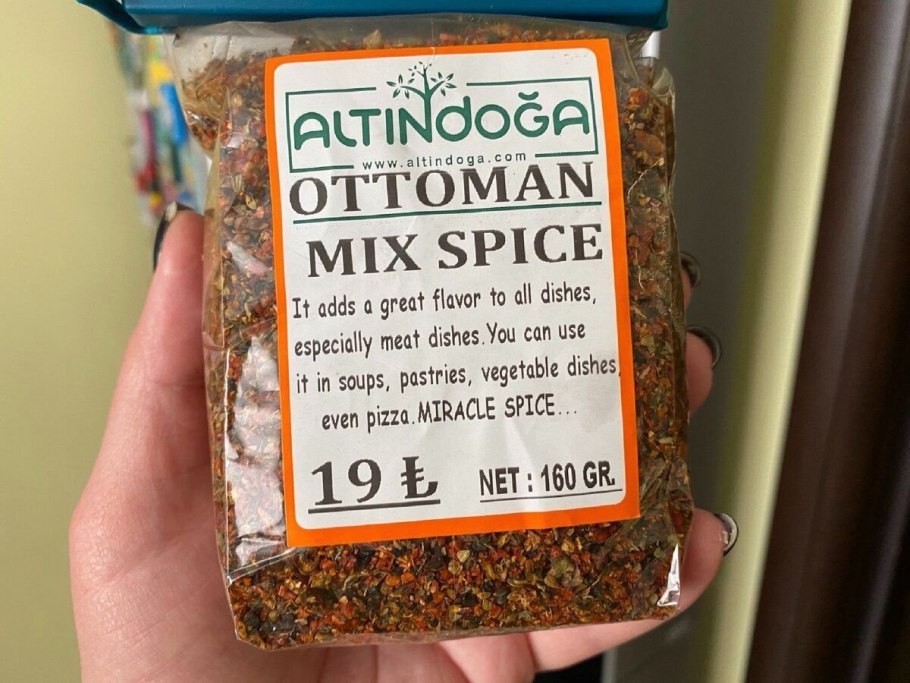 ALTINDOĞA
www.altindoga.com
OTTOMAN
MIX SPICE
It adds a great flavor to all dishes,
especially meat dishes.You can use
it in soups, pastries, vegetable dishes,
even pizza.MIRACLE SPICE...
19 ₺ NET : 160 GR.